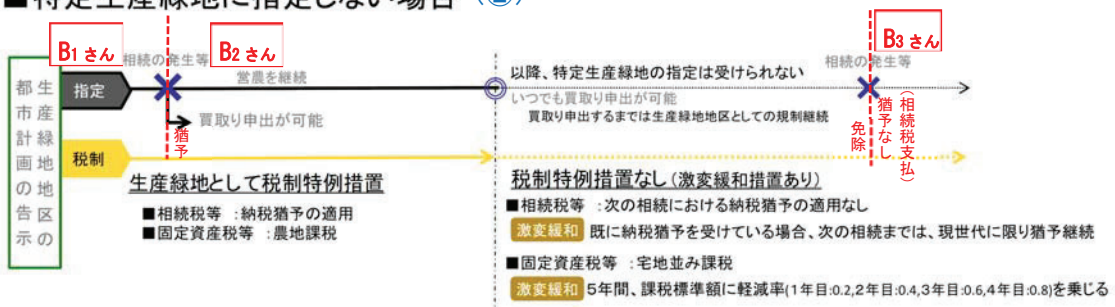 ■特定生産緑地に指定しない場合（②）
B1さん
相続の発生等
B2さん
営農を継続
B3さん
相続の発生等
都市計画の告示
生産緑地地区の
指定
買取り申出が可能
猶予
以降、特定生産緑地の指定は受けられない
いつでも買取り申出が可能
買取り申出するまでは生産緑地地区としての規制継続
免除
猶予なし
（相続税支払）
税制
生産緑地として税制特例措置
■相続税等 ：納税猶予の適用
■固定資産税等：農地課税
税制特例措置なし（激変緩和措置あり）
■相続税等 ：次の相続における納税猶予の適用なし
激変緩和 既に納税猶予を受けている場合、次の相続までは、現世代に限り猶予継続
■固定資産税等 ：宅地並み課税
激変緩和 5年間、課税標準額に軽減率(1年目:0.2,2年目:0.4,3年目:0.6,4年目:0.8)を乗じる